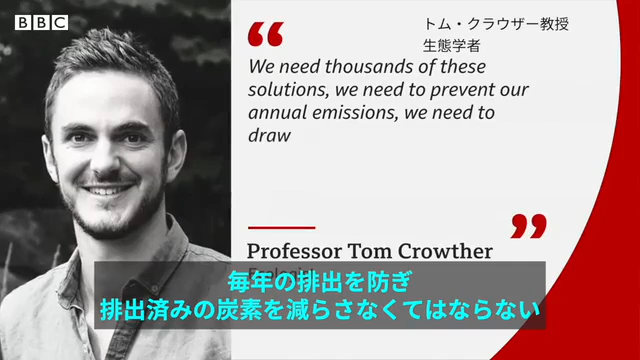 BBC
トム・クラウザー教授
生態学者
“
We need thousands of these
solutions, we need to prevent our
annual emissions, we need to
draw
”
Professor Tom Crowther
毎年の排出を防ぎ
排出済みの炭素を減らさなくてはならない